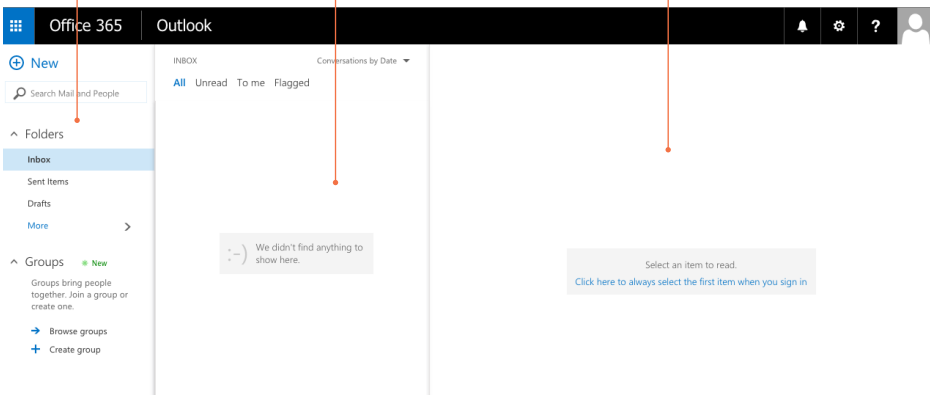 Office 365 Outlook ?
New
Search Mail and People
Folders
Inbox
Sent Items
Drafts
More
Groups New
Groups bring people
together. Join a group or
create one.
Browse groups
Create group
INBOX Conversations by Date
All Unread To me Flagged
:-) We didn't find anything to
show here.
Select an item to read.
Click here to always select the first item when you sign in